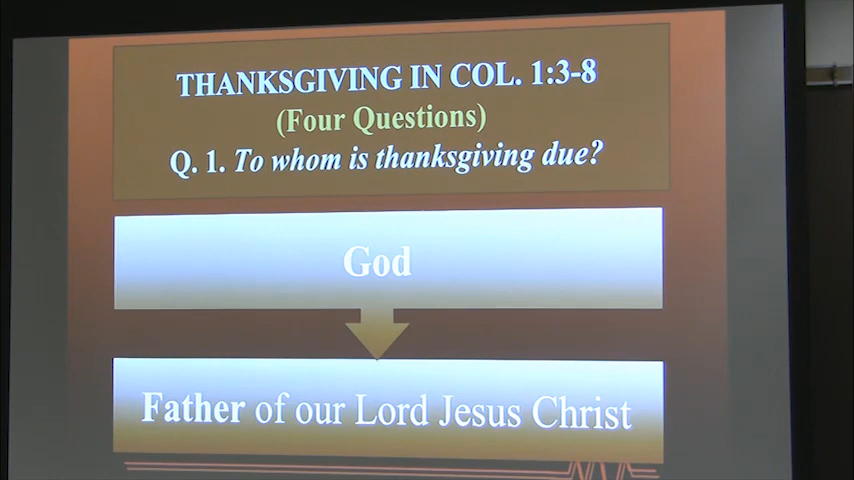 THANKSGIVING IN COL. 1:3-8
(Four Questions)
Q. 1. To whom is thanksgiving due?
God
Father of our Lord Jesus Christ